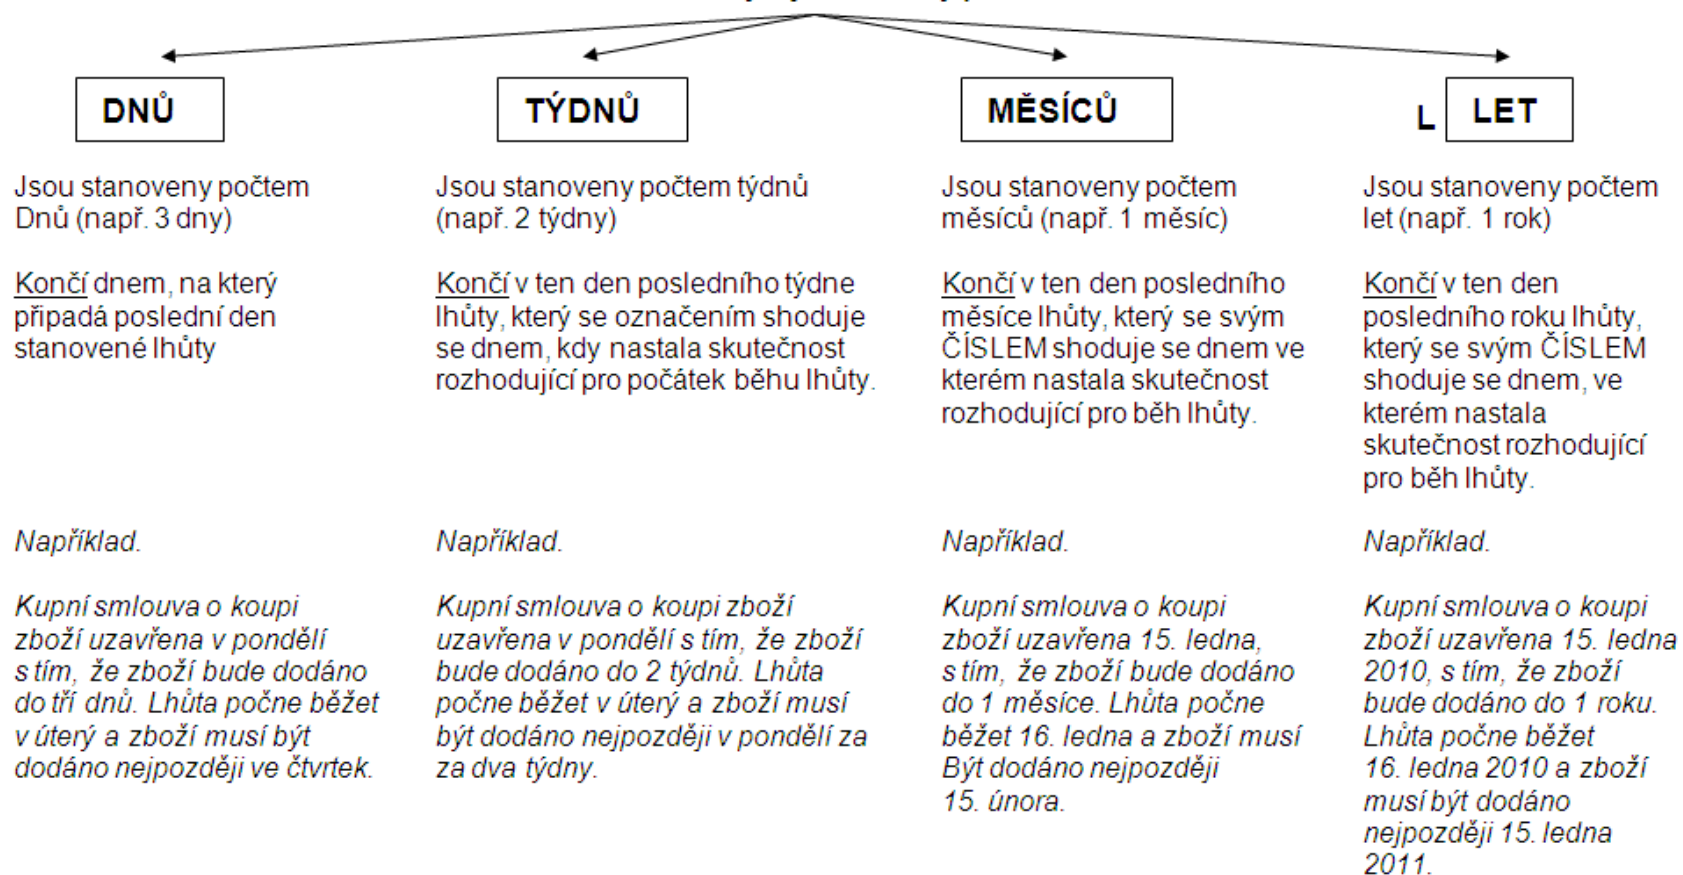 DNŮ
TÝDNŮ
MĚSÍCŮ
L LET
Jsou stanoveny počtem
Dnů (např. 3 dny)
Končí dnem, na který
připadá poslední den
stanovené lhůty
Například.
Kupní smlouva o koupi
zboží uzavřena v pondělí
s tím, že zboží bude dodáno
do tří dnů. Lhůta počne běžet
v úterý a zboží musí být
dodáno nejpozději ve čtvrtek.
Jsou stanoveny počtem týdnů
(např. 2 týdny)
Končí v ten den posledního týdne
lhůty, který se označením shoduje
se dnem, kdy nastala skutečnost
rozhodující pro počátek běhu lhůty.
Například.
Kupní smlouva o koupi zboží
uzavřena v pondělí s tím, že zboží
bude dodáno do 2 týdnů. Lhůta
počne běžet v úterý a zboží musí
být dodáno nejpozději v pondělí za
za dva týdny.
Jsou stanoveny počtem
měsíců (např. 1 měsíc)
Končí v ten den posledního
měsíce lhůty, který se svým
ČÍSLEM shoduje se dnem ve
kterém nastala skutečnost
rozhodující pro běh lhůty.
Například.
Kupní smlouva o koupi
zboží uzavřena 15. ledna,
s tím, že zboží bude dodáno
do 1 měsíce. Lhůta počne
běžet 16. ledna a zboží musí
Být dodáno nejpozději
15. února.
Jsou stanoveny počtem
let (např. 1 rok)
Končí v ten den
posledního roku lhůty,
který se svým ČÍSLEM
shoduje se dnem, ve
kterém nastala
skutečnost rozhodující
pro běh lhůty.
Například.
Kupní smlouva o koupi
zboží uzavřena 15. ledna
2010, s tím, že zboží
bude dodáno do 1 roku.
Lhůta počne běžet
16. ledna 2010 a zboží
musí být dodáno
nejpozději 15. ledna
2011.